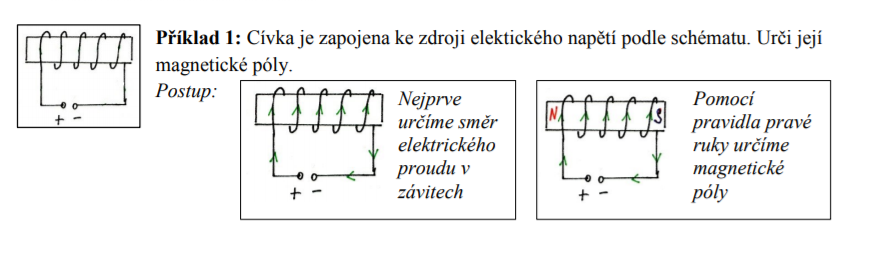 Příklad 1: Cívka je zapojena ke zdroji elektického napětí podle schématu. Urči její
magnetické póly.
Postup:
+ -
Nejprve
určíme směr
elektrického
proudu v
závitech
+ -
N
S
Pomocí
pravidla pravé
ruky určíme
magnetické
póly
+ -